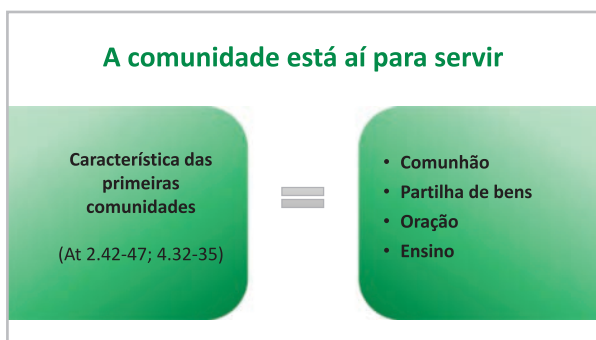 A comunidade está aí para servir
Característica das
primeiras
comunidades
(At 2.42-47; 4.32-35)
• Comunhão
• Partilha de bens
• Oração
• Ensino